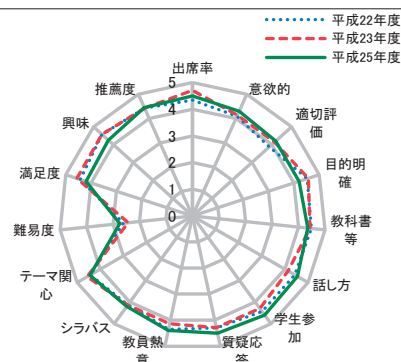 平成22年度
平成23年度
平成25年度
出席率
意欲的
適切評
価
目的明
確
教科書
等
話し方
学生参
加
質疑応
答
教員熱
意
シラバス
テーマ関
心
難易度
満足度
興味
推薦度
5
4
3
2
1
0